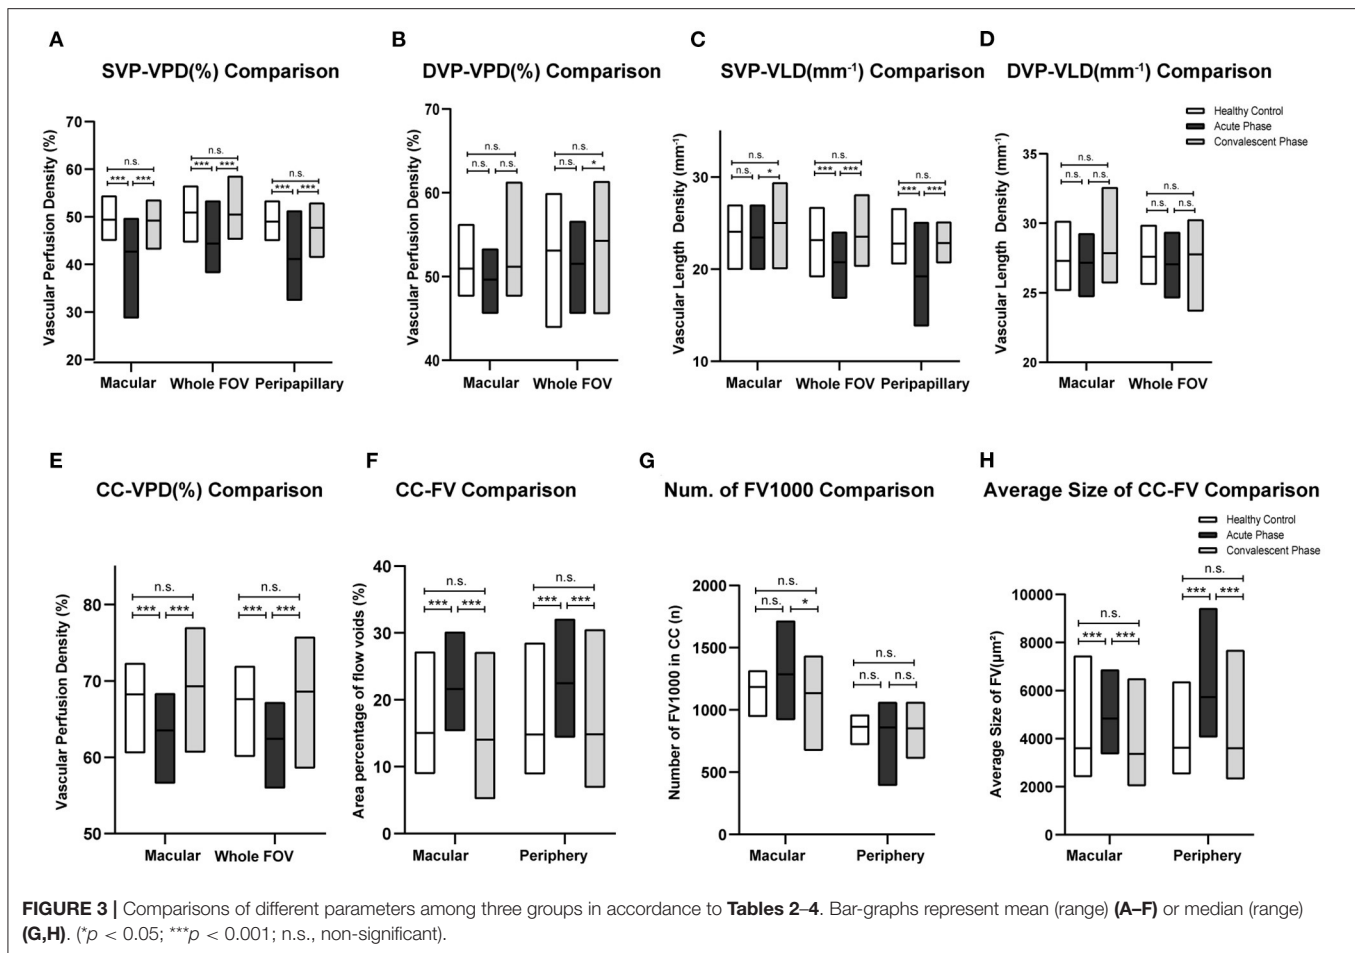 A
SVP-VPD(%) Comparison
Vascular Perfusion Density (%)
70
60
50
40
30
20
n.s.
*** ***
n.s.
*** ***
n.s.
*** ***
Macular Whole FOV Peripapillary
B
DVP-VPD(%) Comparison
Vascular Perfusion Density (%)
70
60
50
40
n.s.
n.s. n.s.
n.s.
n.s. *
Macular Whole FOV
C
SVP-VLD(mm⁻¹) Comparison
Vascular Length Density (mm⁻¹)
30
20
10
n.s.
n.s. *
n.s.
*** ***
n.s.
*** ***
Macular Whole FOV Peripapillary
D
DVP-VLD(mm⁻¹) Comparison
Healthy Control
Acute Phase
Convalescent Phase
Vascular Length Density (mm⁻¹)
35
30
25
20
n.s.
n.s. n.s.
n.s.
n.s. n.s.
Macular Whole FOV
E
CC-VPD(%) Comparison
Vascular Perfusion Density (%)
80
70
60
50
n.s.
*** ***
n.s.
*** ***
Macular Whole FOV
F
CC-FV Comparison
Area percentage of flow voids (%)
40
30
20
10
0
n.s.
*** ***
n.s.
*** ***
Macular Periphery
G
Num. of FV1000 Comparison
Number of FV1000 in CC (n)
2000
1500
1000
500
0
n.s.
n.s. *
n.s.
n.s. n.s.
Macular Periphery
H
Average Size of CC-FV Comparison
Healthy Control
Acute Phase
Convalescent Phase
Average Size of FV(μm²)
10000
8000
6000
4000
2000
0
n.s.
*** ***
n.s.
*** ***
Macular Periphery
FIGURE 3 | Comparisons of different parameters among three groups in accordance to Tables 2–4. Bar-graphs represent mean (range) (A–F) or median (range)
(G,H). (*p < 0.05; ***p < 0.001; n.s., non-significant).